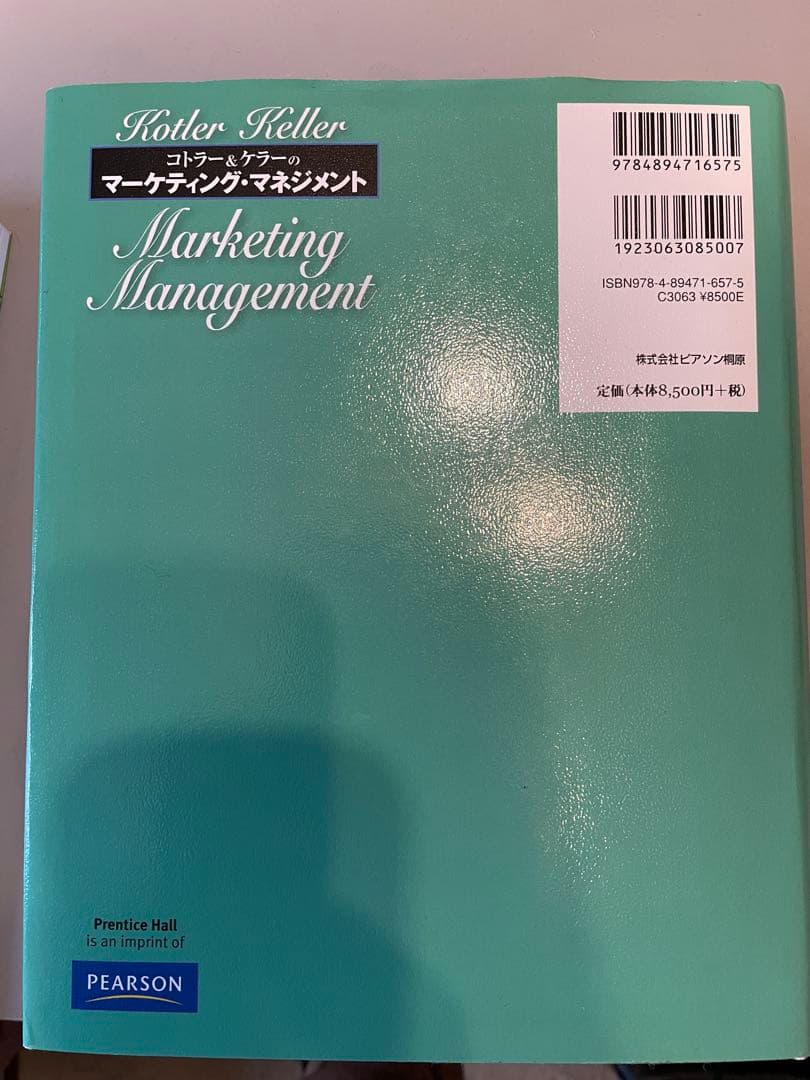 Kotler Keller
コトラー&ケラーの
マーケティング・マネジメント
Marketing
Management
9784894716575
1923063085007
ISBN978-4-89471-657-5
C3063 ¥8500E
株式会社ピアソン桐原
定価(本体8,500円+税)
Prentice Hall
is an imprint of
PEARSON